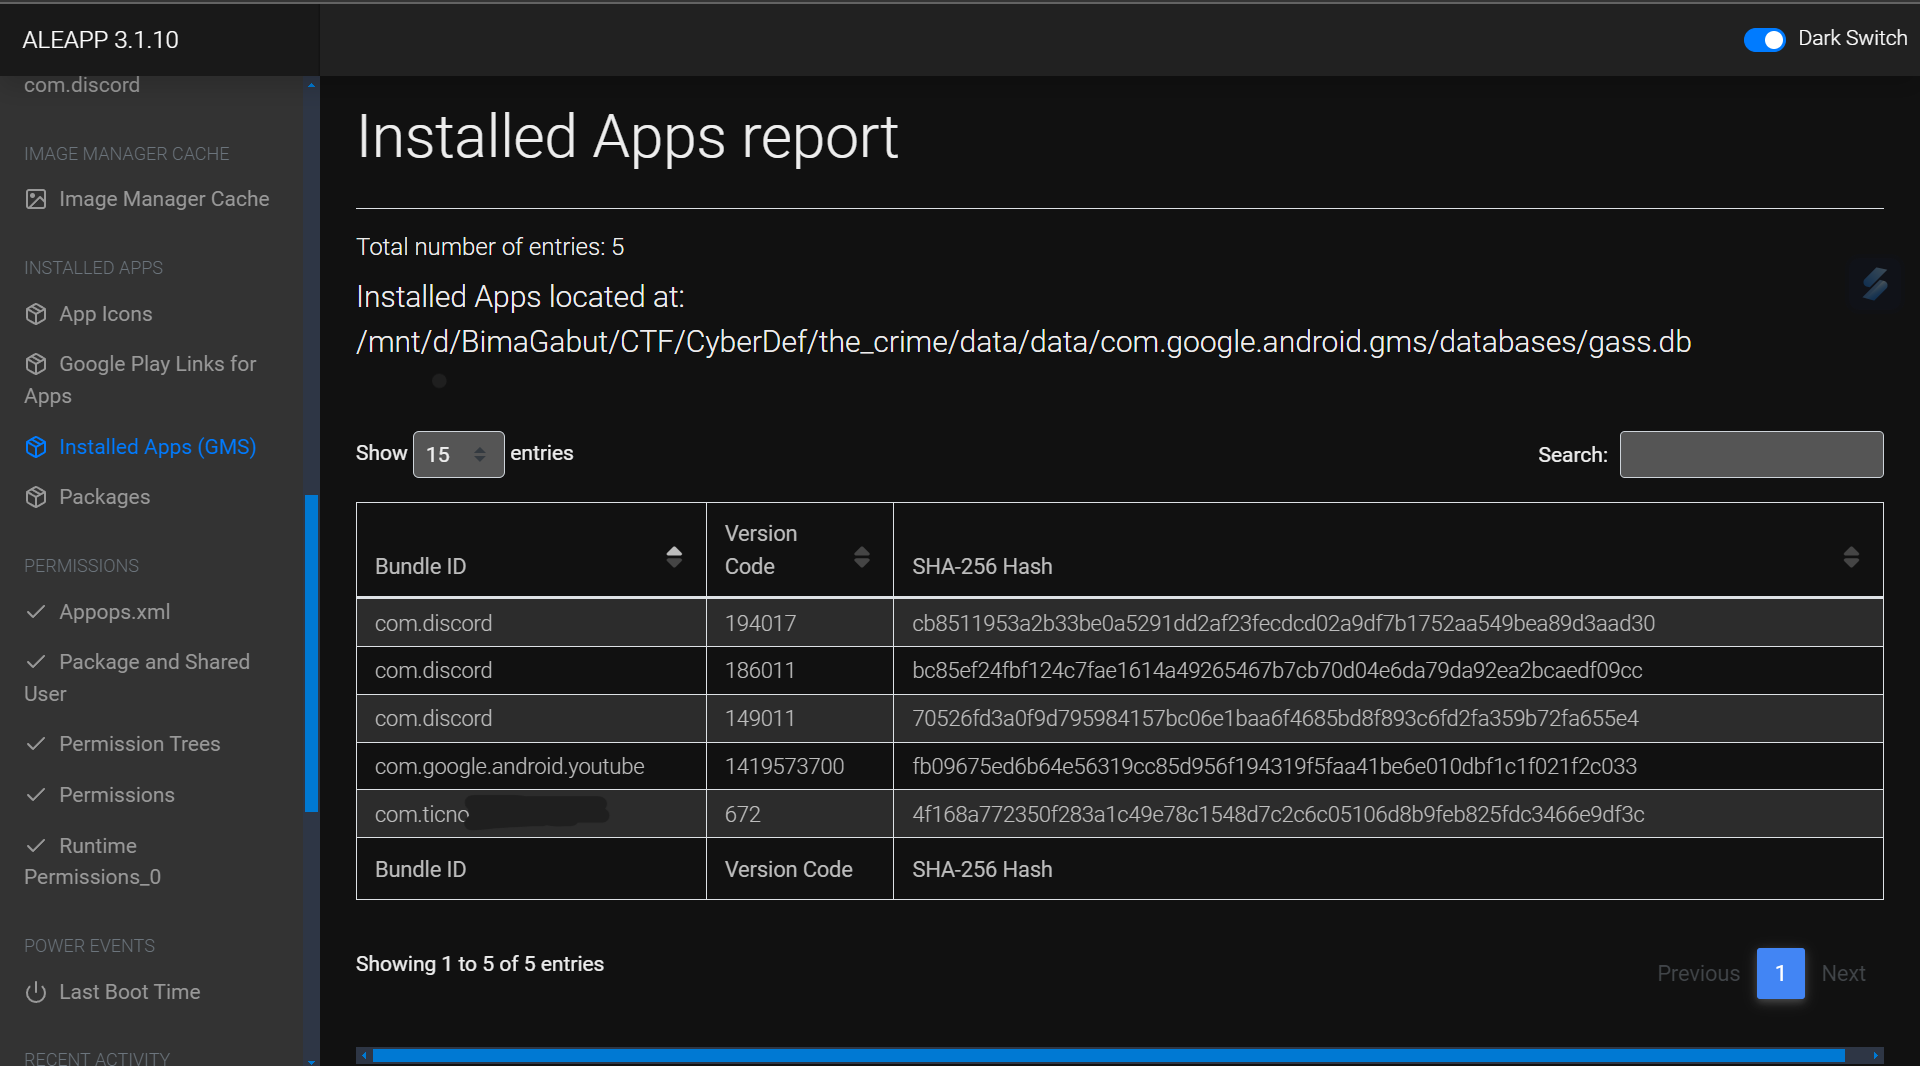 ALEAPP 3.1.10
Dark Switch
com.discord
IMAGE MANAGER CACHE
Image Manager Cache
INSTALLED APPS
App Icons
Google Play Links for
Apps
Installed Apps (GMS)
Packages
PERMISSIONS
Appops.xml
Package and Shared
User
Permission Trees
Permissions
Runtime
Permissions_0
POWER EVENTS
Last Boot Time
RECENT ACTIVITY
Installed Apps report
Total number of entries: 5
Installed Apps located at:
/mnt/d/BimaGabut/CTF/CyberDef/the_crime/data/data/com.google.android.gms/databases/gass.db
Show 15 entries
Search:
Bundle ID Version Code SHA-256 Hash
com.discord 194017 cb8511953a2b33be0a5291dd2af23fecdcd02a9df7b1752aa549bea89d3aad30
com.discord 186011 bc85ef24fbf124c7fae1614a49265467b7cb70d04e6da79da92ea2bcaedf09cc
com.discord 149011 70526fd3a0f9d795984157bc06e1baa6f4685bd8f893c6fd2fa359b72fa655e4
com.google.android.youtube 1419573700 fb09675ed6b64e56319cc85d956f194319f5faa41be6e010dbf1c1f021f2c033
672 4f168a772350f283a1c49e78c1548d7c2c6c05106d8b9feb825fdc3466e9df3c
Bundle ID Version Code SHA-256 Hash
Showing 1 to 5 of 5 entries
Previous 1 Next